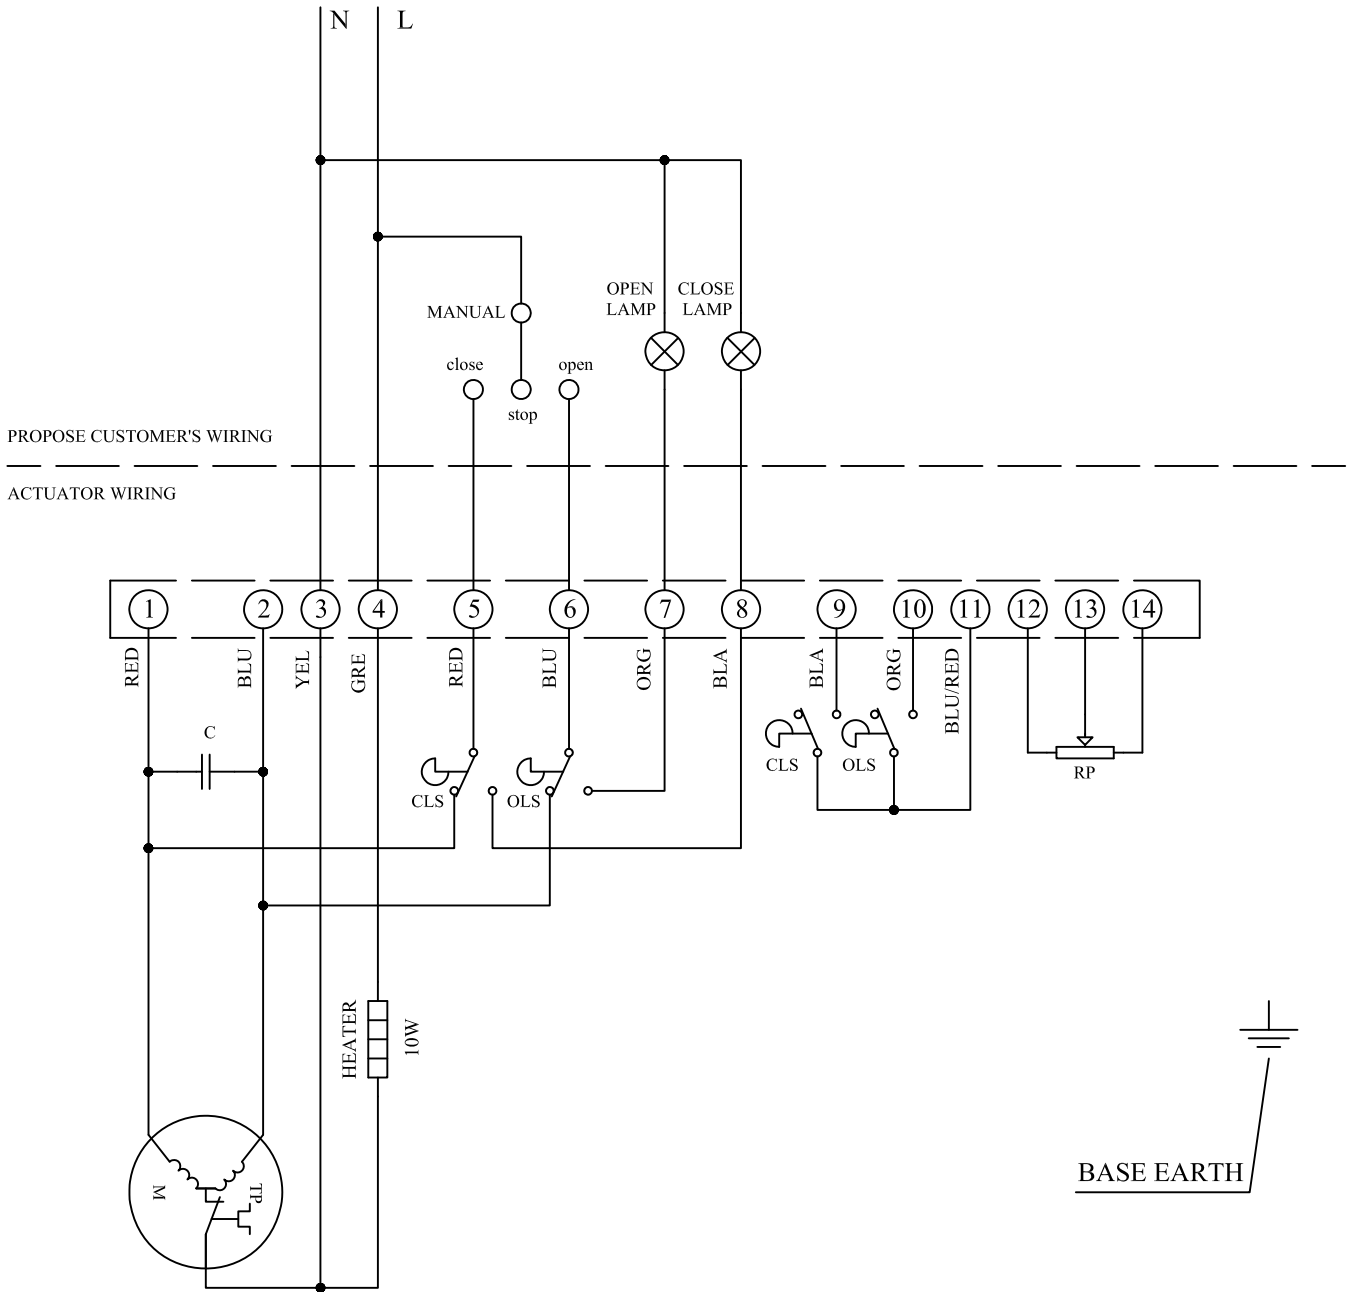 N L
OPEN LAMP
CLOSE LAMP
MANUAL
close
open
stop
PROPOSE CUSTOMER'S WIRING
ACTUATOR WIRING
1 2 3 4 5 6 7 8 9 10 11 12 13 14
RED BLU YEL GRE RED BLU ORG BLA BLA ORG BLU/RED
C
CLS OLS CLS OLS RP
HEATER
10W
M TP
BASE EARTH